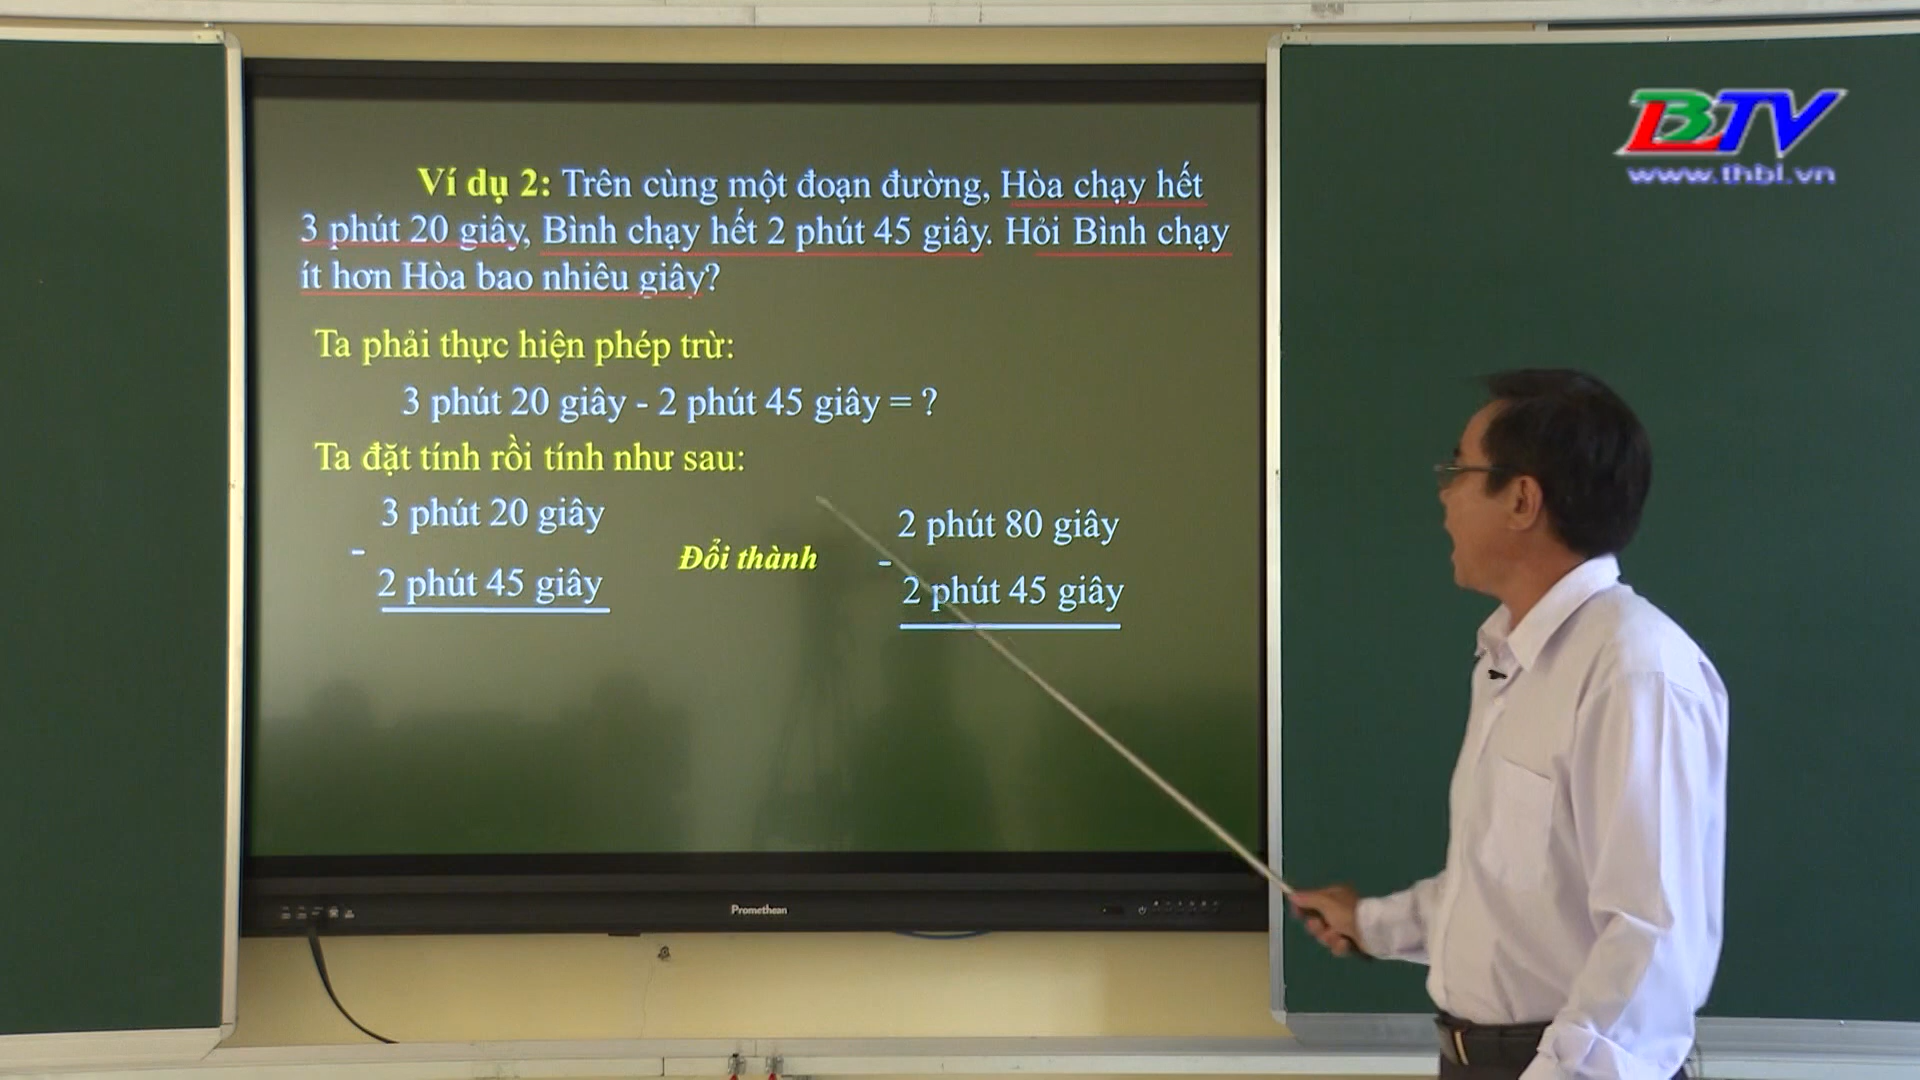 BTV
www.thbl.vn
Ví dụ 2: Trên cùng một đoạn đường, Hòa chạy hết
3 phút 20 giây, Bình chạy hết 2 phút 45 giây. Hỏi Bình chạy
ít hơn Hòa bao nhiêu giây?
Ta phải thực hiện phép trừ:
3 phút 20 giây - 2 phút 45 giây = ?
Ta đặt tính rồi tính như sau:
3 phút 20 giây
-
2 phút 45 giây
Đổi thành
2 phút 80 giây
-
2 phút 45 giây
Promethean